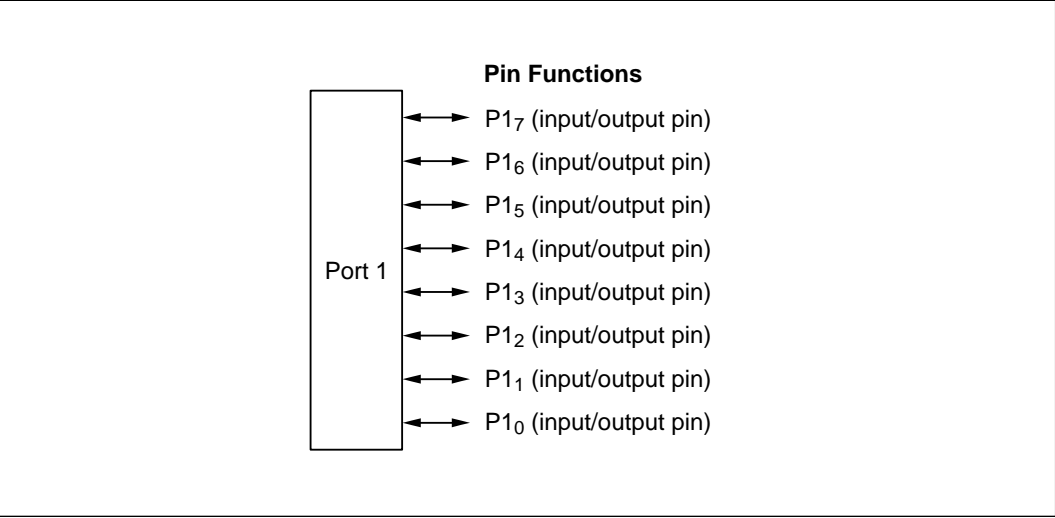 Pin Functions
P1₇ (input/output pin)
P1₆ (input/output pin)
P1₅ (input/output pin)
P1₄ (input/output pin)
Port 1
P1₃ (input/output pin)
P1₂ (input/output pin)
P1₁ (input/output pin)
P1₀ (input/output pin)